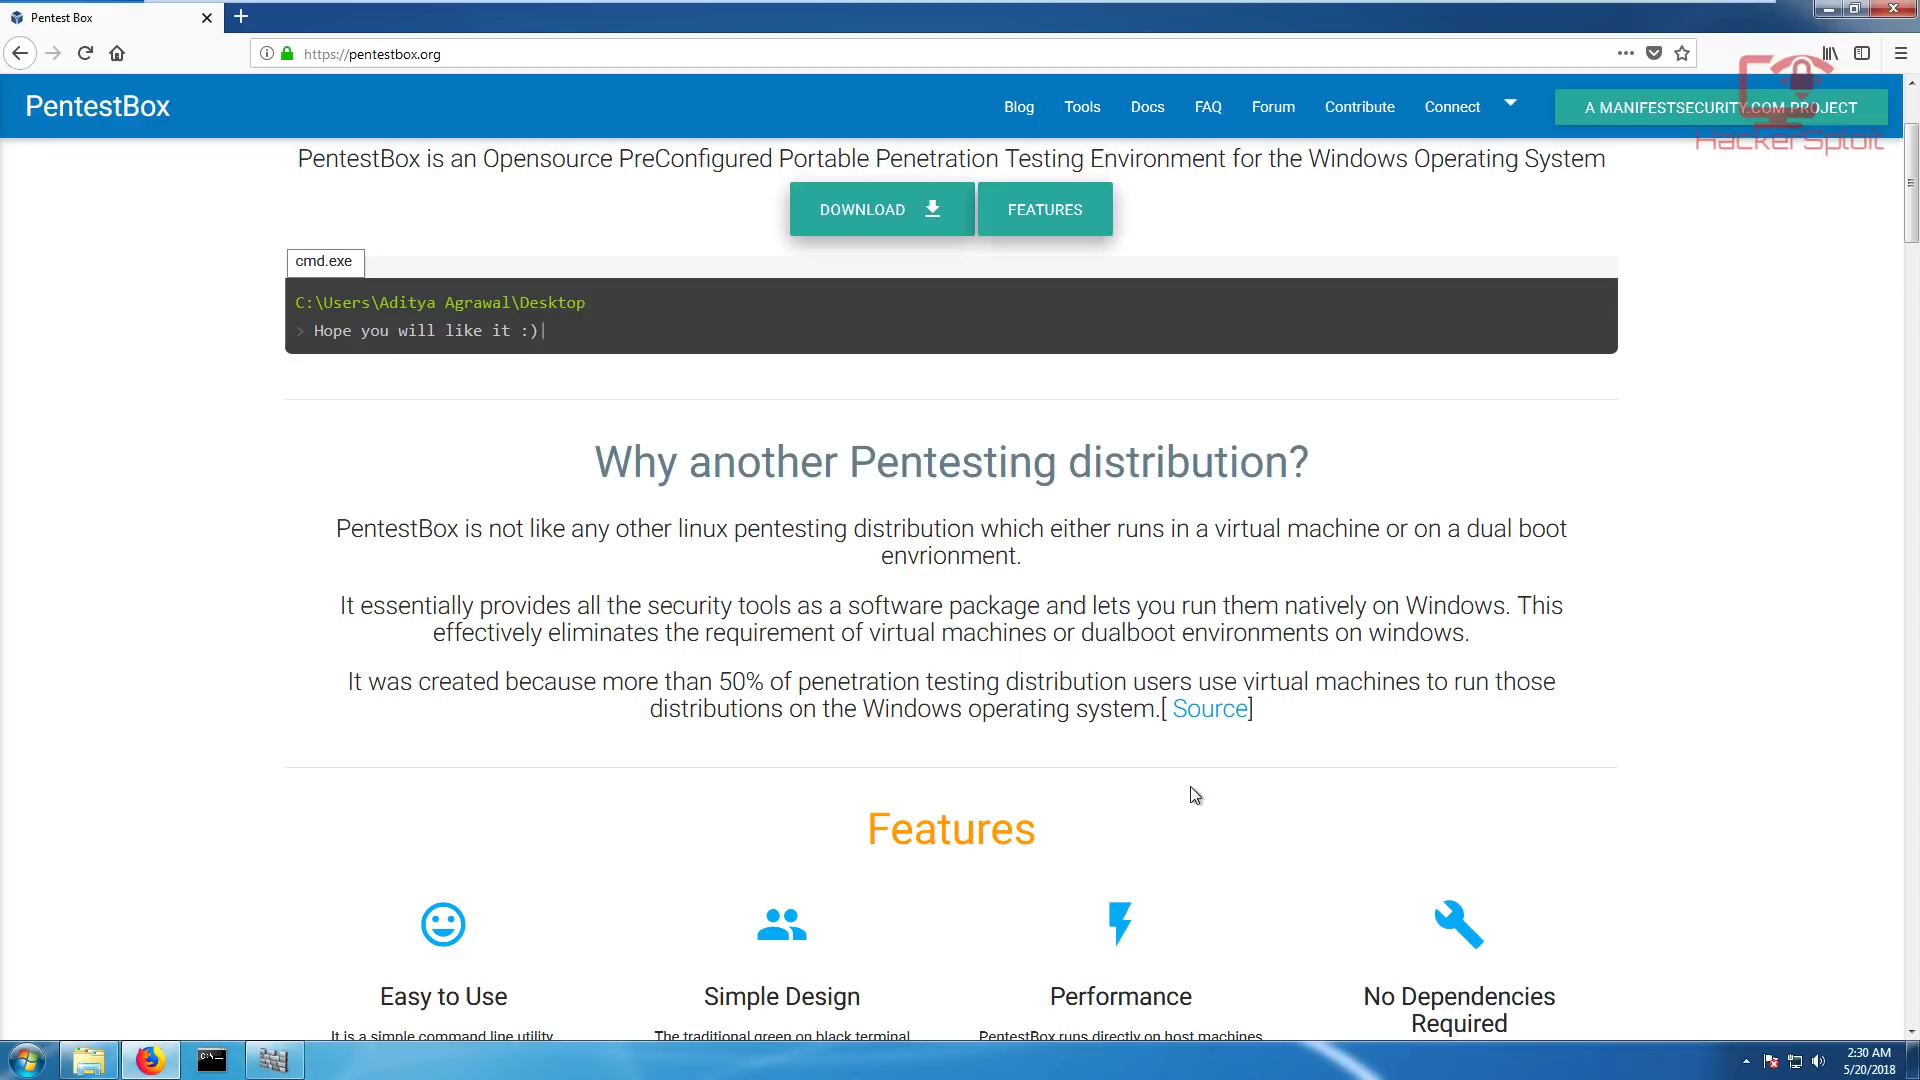 Pentest Box
https://pentestbox.org
PentestBox
Blog Tools Docs FAQ Forum Contribute Connect
A MANIFESTSECURITY.COM PROJECT
HackerSploit
PentestBox is an Opensource PreConfigured Portable Penetration Testing Environment for the Windows Operating System
DOWNLOAD FEATURES
cmd.exe
C:\Users\Aditya Agrawal\Desktop
> Hope you will like it :)|
Why another Pentesting distribution?
PentestBox is not like any other linux pentesting distribution which either runs in a virtual machine or on a dual boot
envrionment.
It essentially provides all the security tools as a software package and lets you run them natively on Windows. This
effectively eliminates the requirement of virtual machines or dualboot environments on windows.
It was created because more than 50% of penetration testing distribution users use virtual machines to run those
distributions on the Windows operating system.[ Source]
Features
Easy to Use
Simple Design
Performance
No Dependencies
Required
It is a simple command line utility
The traditional green on black terminal
PentestBox runs directly on host machines
C:\_
2:30 AM
5/20/2018